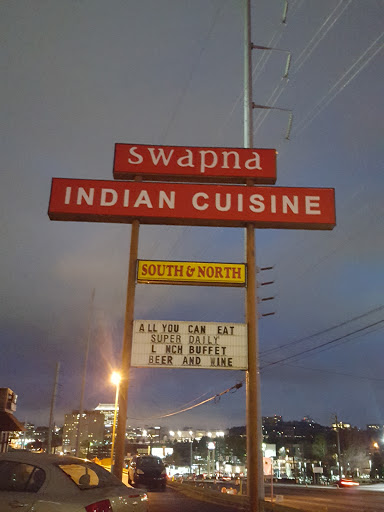 swapna
INDIAN CUISINE
SOUTH & NORTH
ALL YOU CAN EAT
SUPER DAILY
L NCH BUFFET
BEER AND WINE